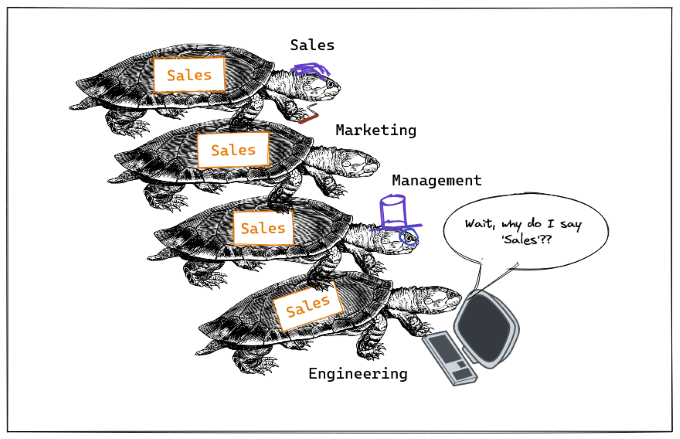 Sales
Sales
Marketing
Sales
Management
Sales
Wait, why do I say
'Sales'??
Sales
Engineering